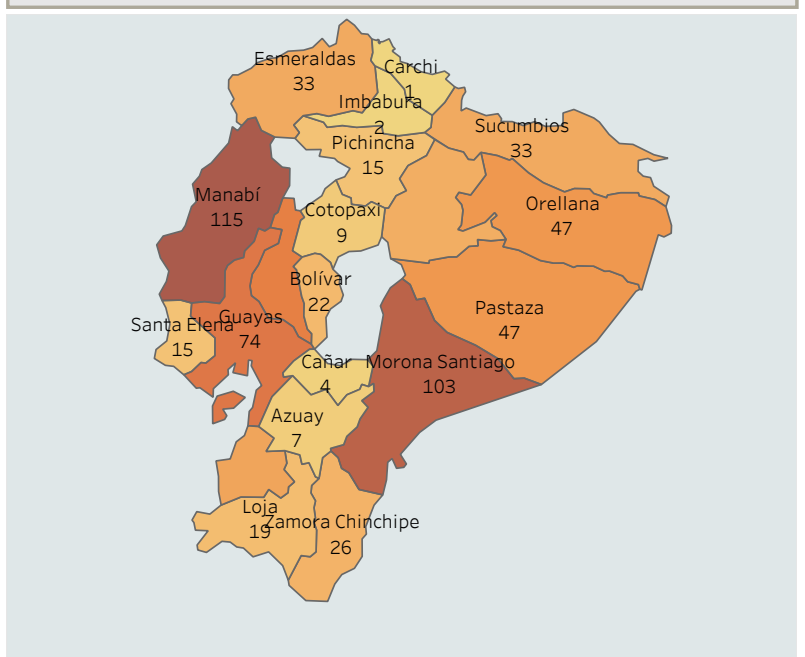 Esmeraldas
33
Carchi
1
Imbabura
2
Sucumbios
33
Pichincha
15
Manabí
115
Orellana
47
Cotopaxi
9
Bolívar
22
Pastaza
47
Santa Elena
15
Guayas
74
Cañar
4
Morona Santiago
103
Azuay
7
Loja
19
Zamora Chinchipe
26